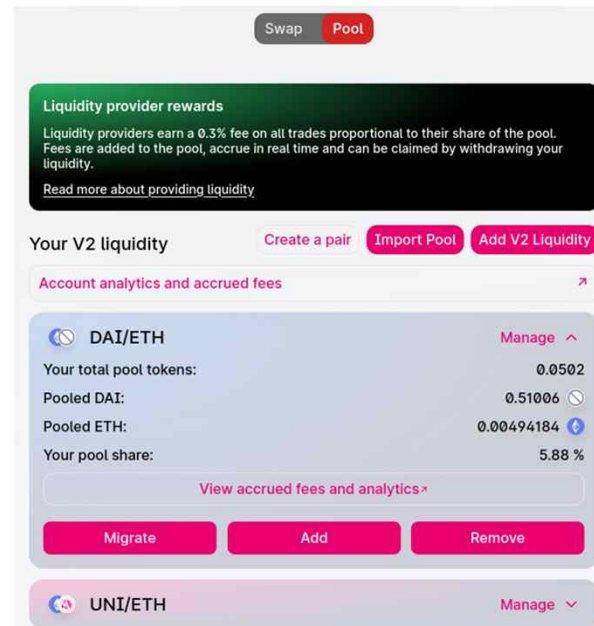 Swap Pool
Liquidity provider rewards
Liquidity providers earn a 0.3% fee on all trades proportional to their share of the pool.
Fees are added to the pool, accrue in real time and can be claimed by withdrawing your
liquidity.
Read more about providing liquidity
Your V2 liquidity Create a pair Import Pool Add V2 Liquidity
Account analytics and accrued fees ↗
DAI/ETH Manage
Your total pool tokens: 0.0502
Pooled DAI: 0.51006
Pooled ETH: 0.00494184
Your pool share: 5.88 %
View accrued fees and analytics↗
Migrate Add Remove
UNI/ETH Manage